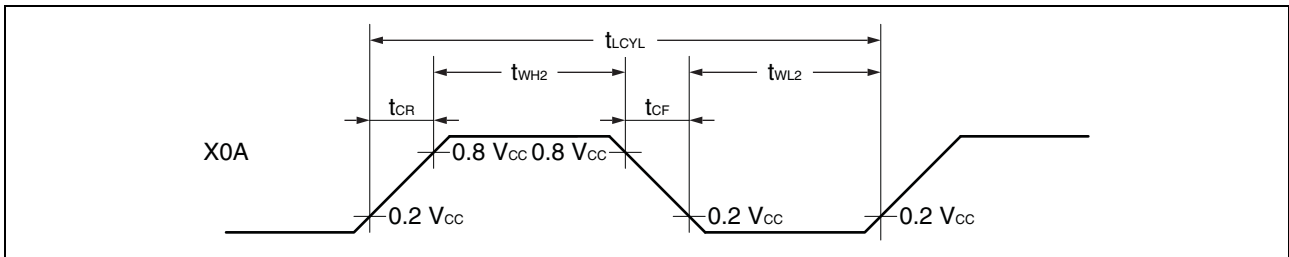 tLCYL
tWH2 tWL2
tCR tCF
X0A 0.8 VCC 0.8 VCC
0.2 VCC 0.2 VCC 0.2 VCC